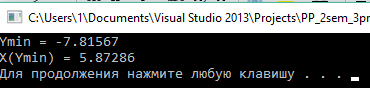 C:\Users\1\Documents\Visual Studio 2013\Projects\PP_2sem_3pr
Ymin = -7.81567
X(Ymin) = 5.87286
Для продолжения нажмите любую клавишу . . .